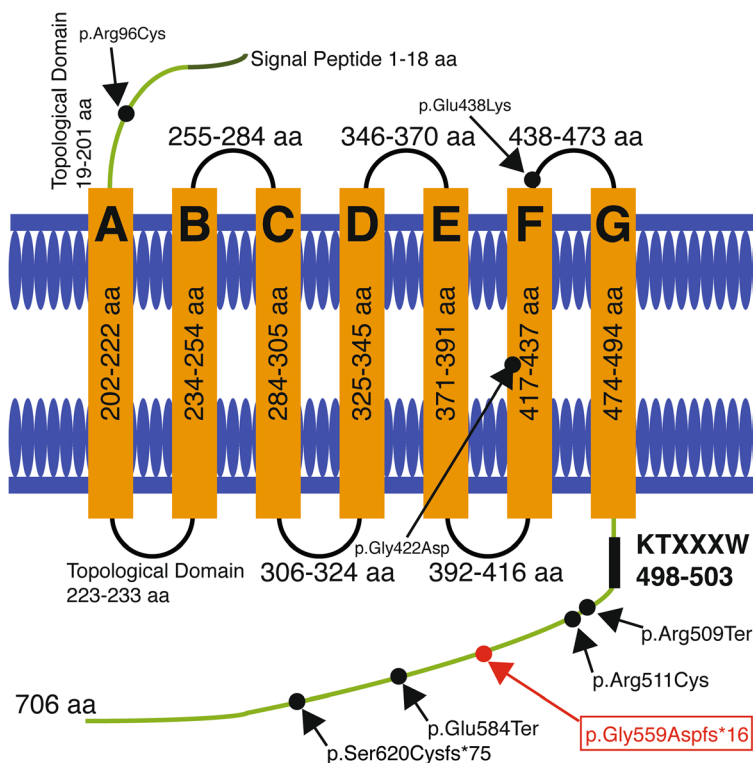 p.Arg96Cys
Signal Peptide 1-18 aa
Topological Domain
19-201 aa
p.Glu438Lys
255-284 aa
346-370 aa
438-473 aa
A
B
C
D
E
F
G
202-222 aa
234-254 aa
284-305 aa
325-345 aa
371-391 aa
417-437 aa
474-494 aa
p.Gly422Asp
Topological Domain
223-233 aa
306-324 aa
392-416 aa
KTXXXW
498-503
p.Arg509Ter
p.Arg511Cys
706 aa
p.Gly559Aspfs*16
p.Glu584Ter
p.Ser620Cysfs*75